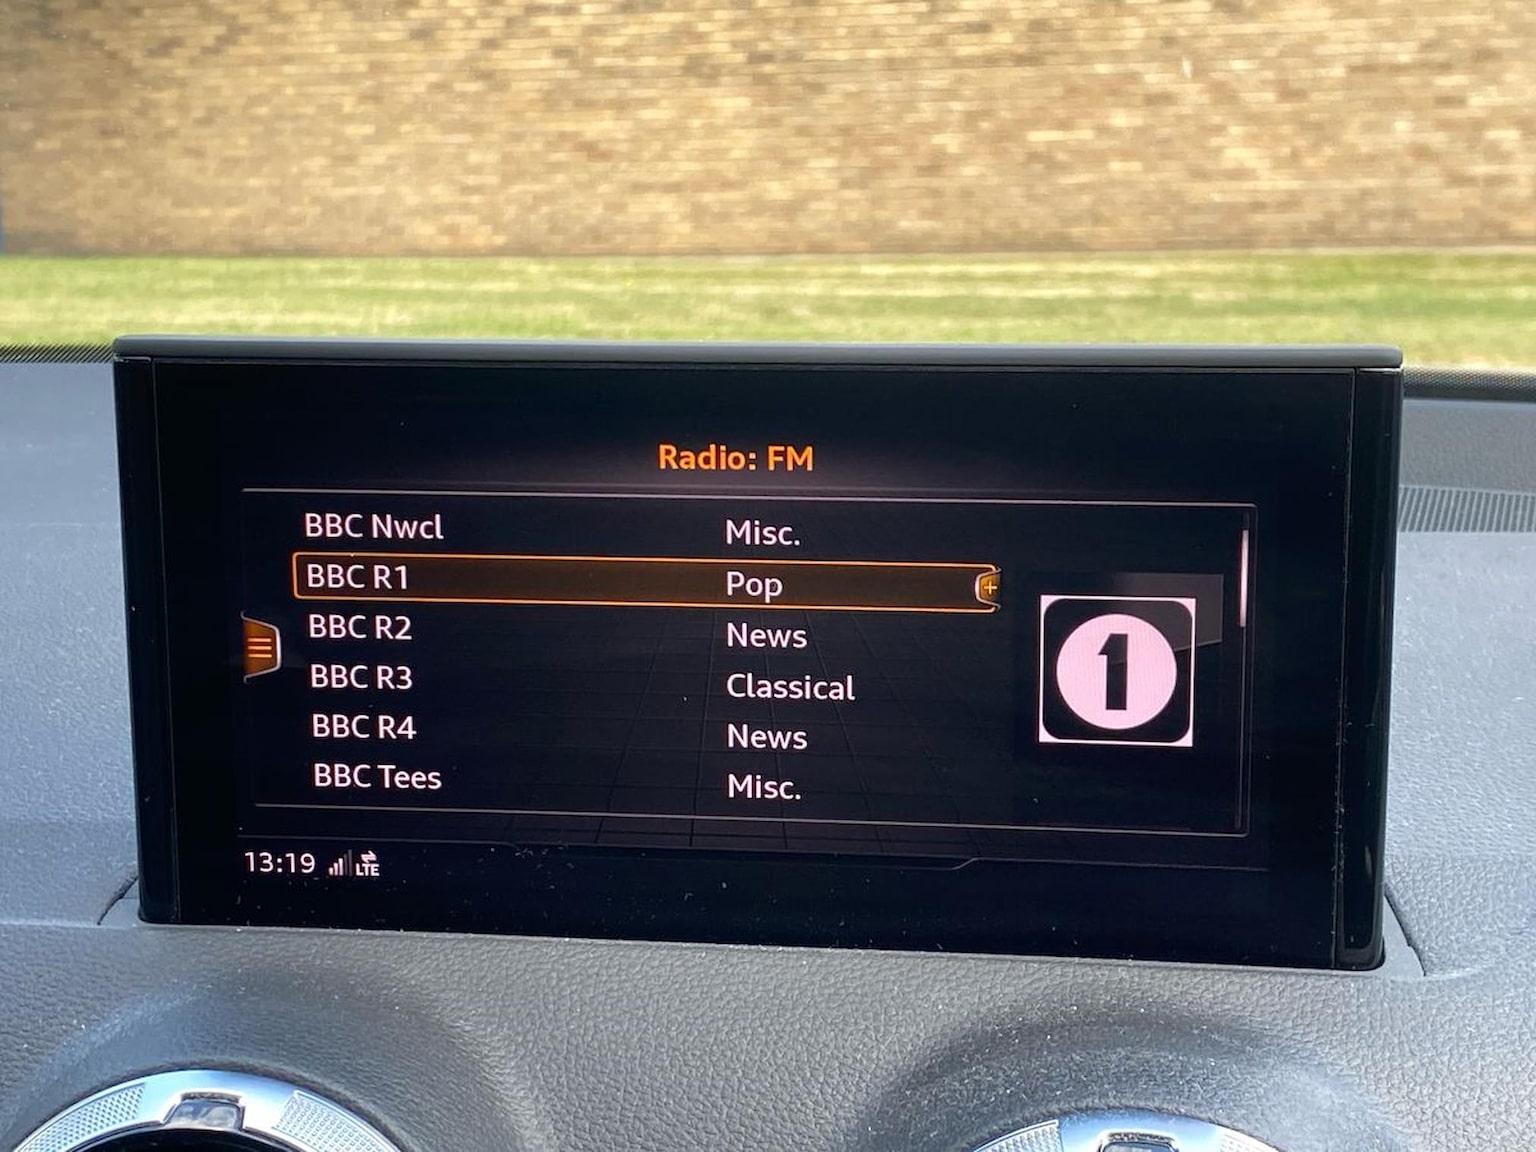 Radio: FM
BBC Nwcl Misc.
BBC R1 Pop +
BBC R2 News
BBC R3 Classical
BBC R4 News
BBC Tees Misc.
1
13:19 LTE